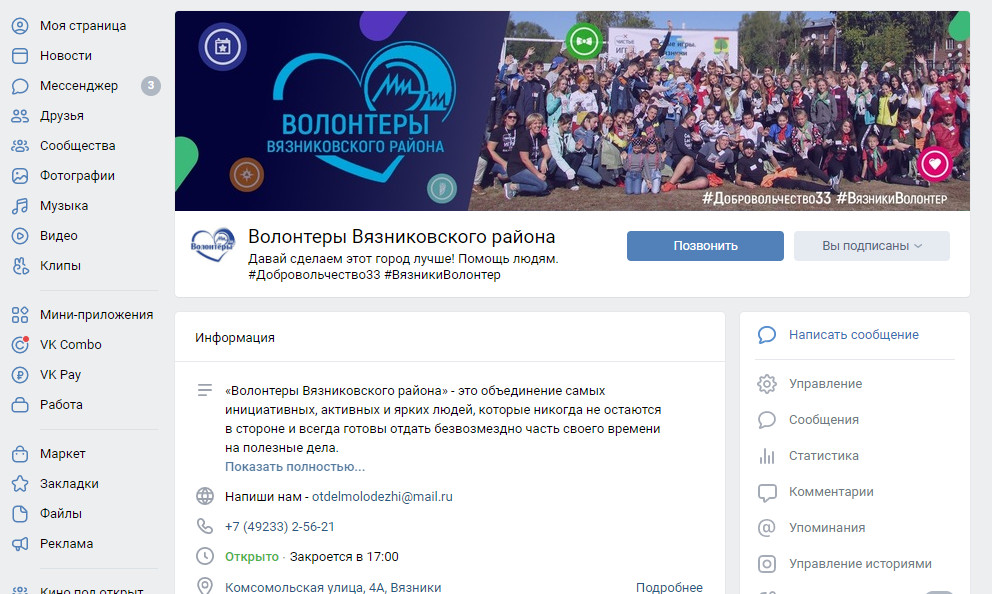 Моя страница
Новости
Мессенджер 3
Друзья
Сообщества
Фотографии
Музыка
Видео
Клипы
Мини-приложения
VK Combo
VK Pay
Работа
Маркет
Закладки
Файлы
Реклама
ВОЛОНТЕРЫ
ВЯЗНИКОВСКОГО РАЙОНА
#Добровольчество33 #ВязникиВолонтер
Волонтеры
Волонтеры Вязниковского района
Давай сделаем этот город лучше! Помощь людям.
#Добровольчество33 #ВязникиВолонтер
Позвонить
Вы подписаны
Информация
«Волонтеры Вязниковского района» - это объединение самых
инициативных, активных и ярких людей, которые никогда не остаются
в стороне и всегда готовы отдать безвозмездно часть своего времени
на полезные дела.
Показать полностью...
Напиши нам - otdelmolodezhi@mail.ru
+7 (49233) 2-56-21
Открыто · Закроется в 17:00
Комсомольская улица, 4А, Вязники
Подробнее
Написать сообщение
Управление
Сообщения
Статистика
Комментарии
Упоминания
Управление историями